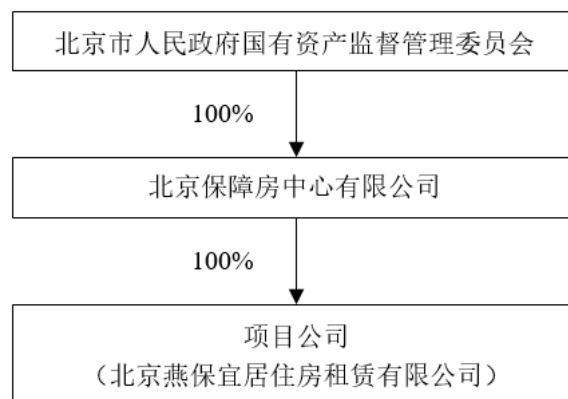 北京市人民政府国有资产监督管理委员会
100%
北京保障房中心有限公司
100%
项目公司
（北京燕保宜居住房租赁有限公司）